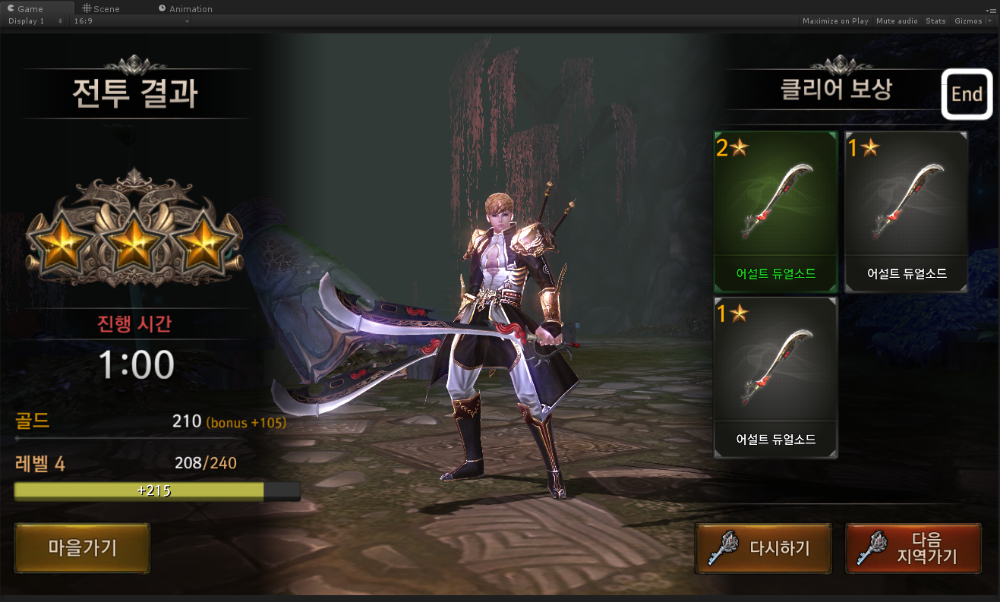 Game
Scene
Animation
Display 1
16:9
Maximize on Play
Mute audio
Stats
Gizmos
전투 결과
클리어 보상
End
2
1
어설트 듀얼소드
어설트 듀얼소드
1
어설트 듀얼소드
진행 시간
1:00
골드
210 (bonus +105)
레벨 4
208/240
+215
마을가기
다시하기
다음
지역가기